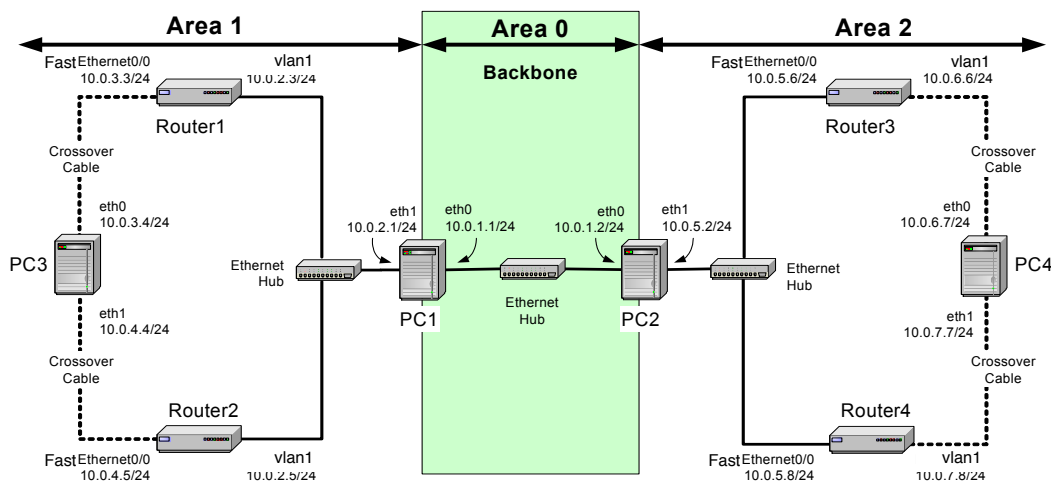 Area 1
Area 0
Area 2
Backbone
FastEthernet0/0
10.0.3.3/24
vlan1
10.0.2.3/24
Router1
FastEthernet0/0
10.0.5.6/24
vlan1
10.0.6.6/24
Router3
Crossover
Cable
Crossover
Cable
eth0
10.0.3.4/24
PC3
eth1
10.0.4.4/24
Ethernet
Hub
eth1
10.0.2.1/24
eth0
10.0.1.1/24
PC1
Ethernet
Hub
eth0
10.0.1.2/24
eth1
10.0.5.2/24
PC2
Ethernet
Hub
eth0
10.0.6.7/24
PC4
eth1
10.0.7.7/24
Crossover
Cable
Crossover
Cable
Router2
FastEthernet0/0
10.0.4.5/24
vlan1
10.0.2.5/24
Router4
FastEthernet0/0
10.0.5.8/24
vlan1
10.0.7.8/24